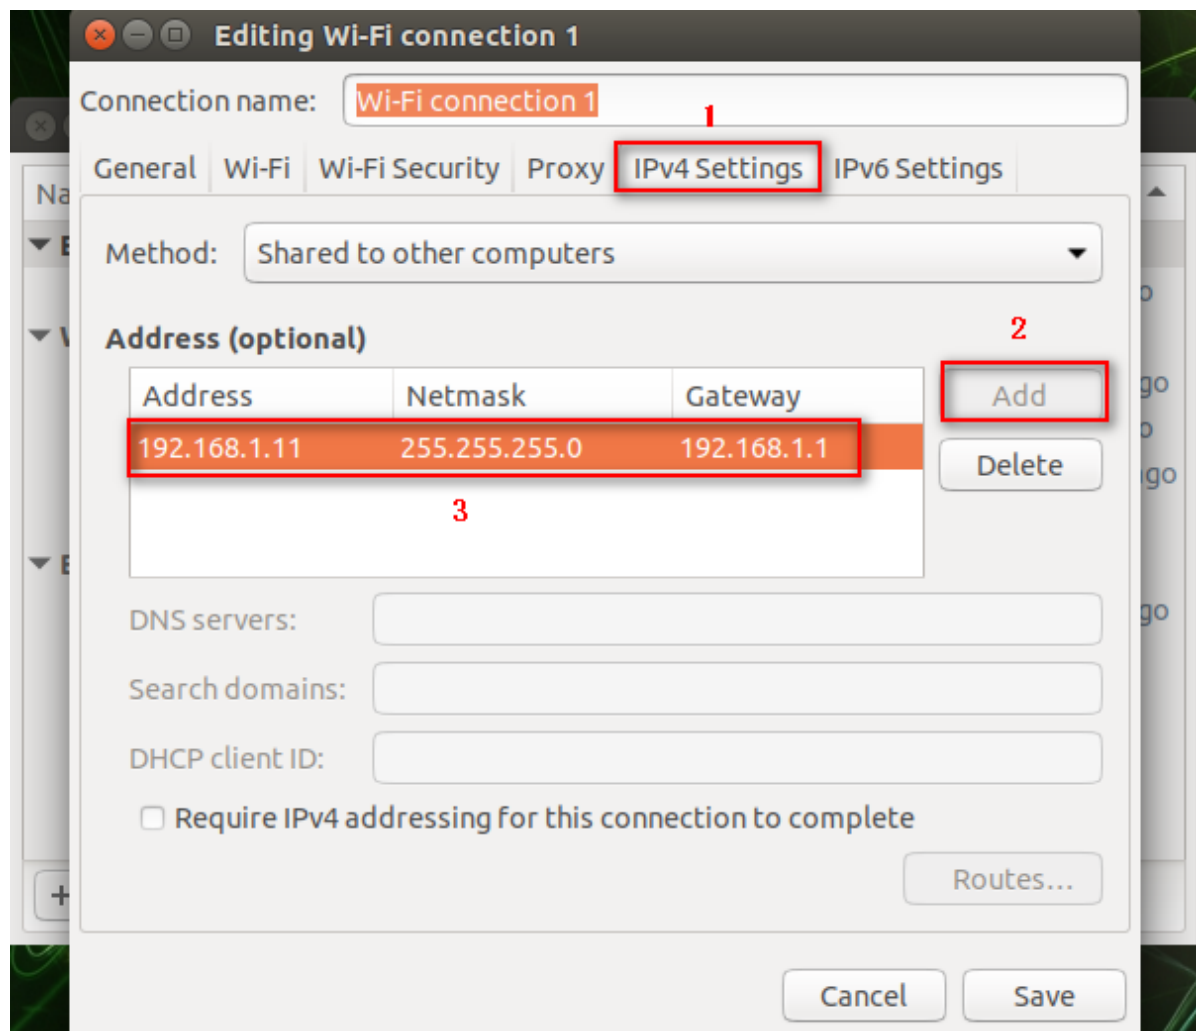 Editing Wi-Fi connection 1
Connection name: Wi-Fi connection 1
1
General Wi-Fi Wi-Fi Security Proxy IPv4 Settings IPv6 Settings
Method: Shared to other computers
Address (optional)
2
Address Netmask Gateway Add
192.168.1.11 255.255.255.0 192.168.1.1
Delete
3
DNS servers:
Search domains:
DHCP client ID:
Require IPv4 addressing for this connection to complete
Routes...
Cancel Save